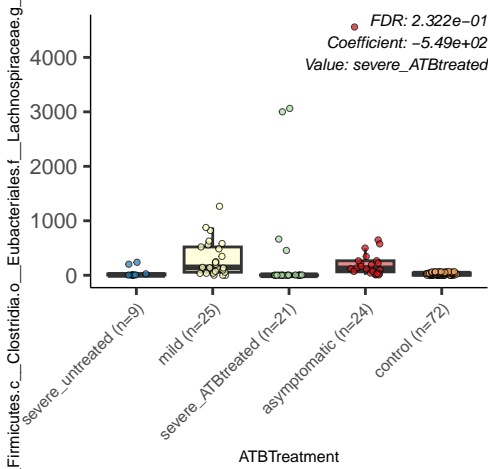 FDR: 2.322e−01
Coefficient: −5.49e+02
Value: severe_ATBtreated
Firmicutes.c__Clostridia.o__Eubacteriales.f__Lachnospiraceae.g_
4000
3000
2000
1000
0
severe_untreated (n=9)
mild (n=25)
severe_ATBtreated (n=21)
asymptomatic (n=24)
control (n=72)
ATBTreatment